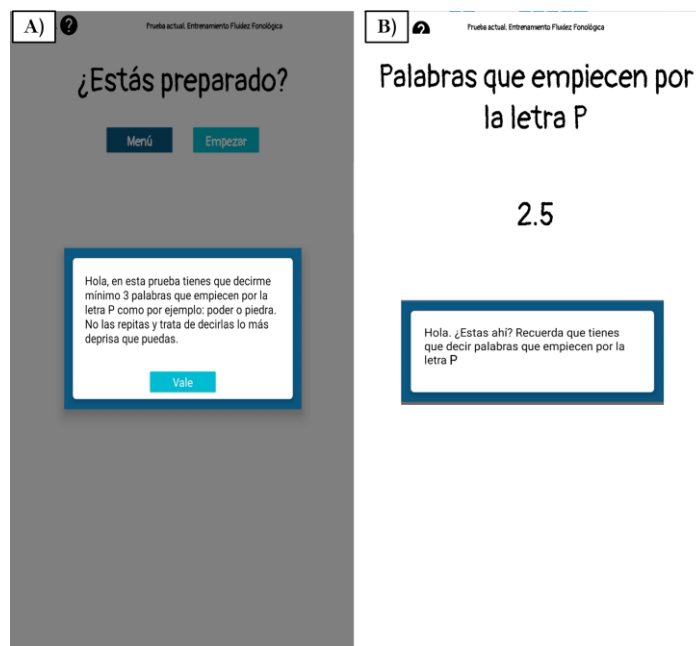 A)
?
Prueba actual: Entrenamiento Fluidez Fonológica
¿Estás preparado?
Menú
Empezar
Hola, en esta prueba tienes que decirme
mínimo 3 palabras que empiecen por la
letra P como por ejemplo: poder o piedra.
No las repitas y trata de decirlas lo más
deprisa que puedas.
Vale
B)
?
Prueba actual: Entrenamiento Fluidez Fonológica
Palabras que empiecen por
la letra P
2.5
Hola. ¿Estas ahí? Recuerda que tienes
que decir palabras que empiecen por la
letra P